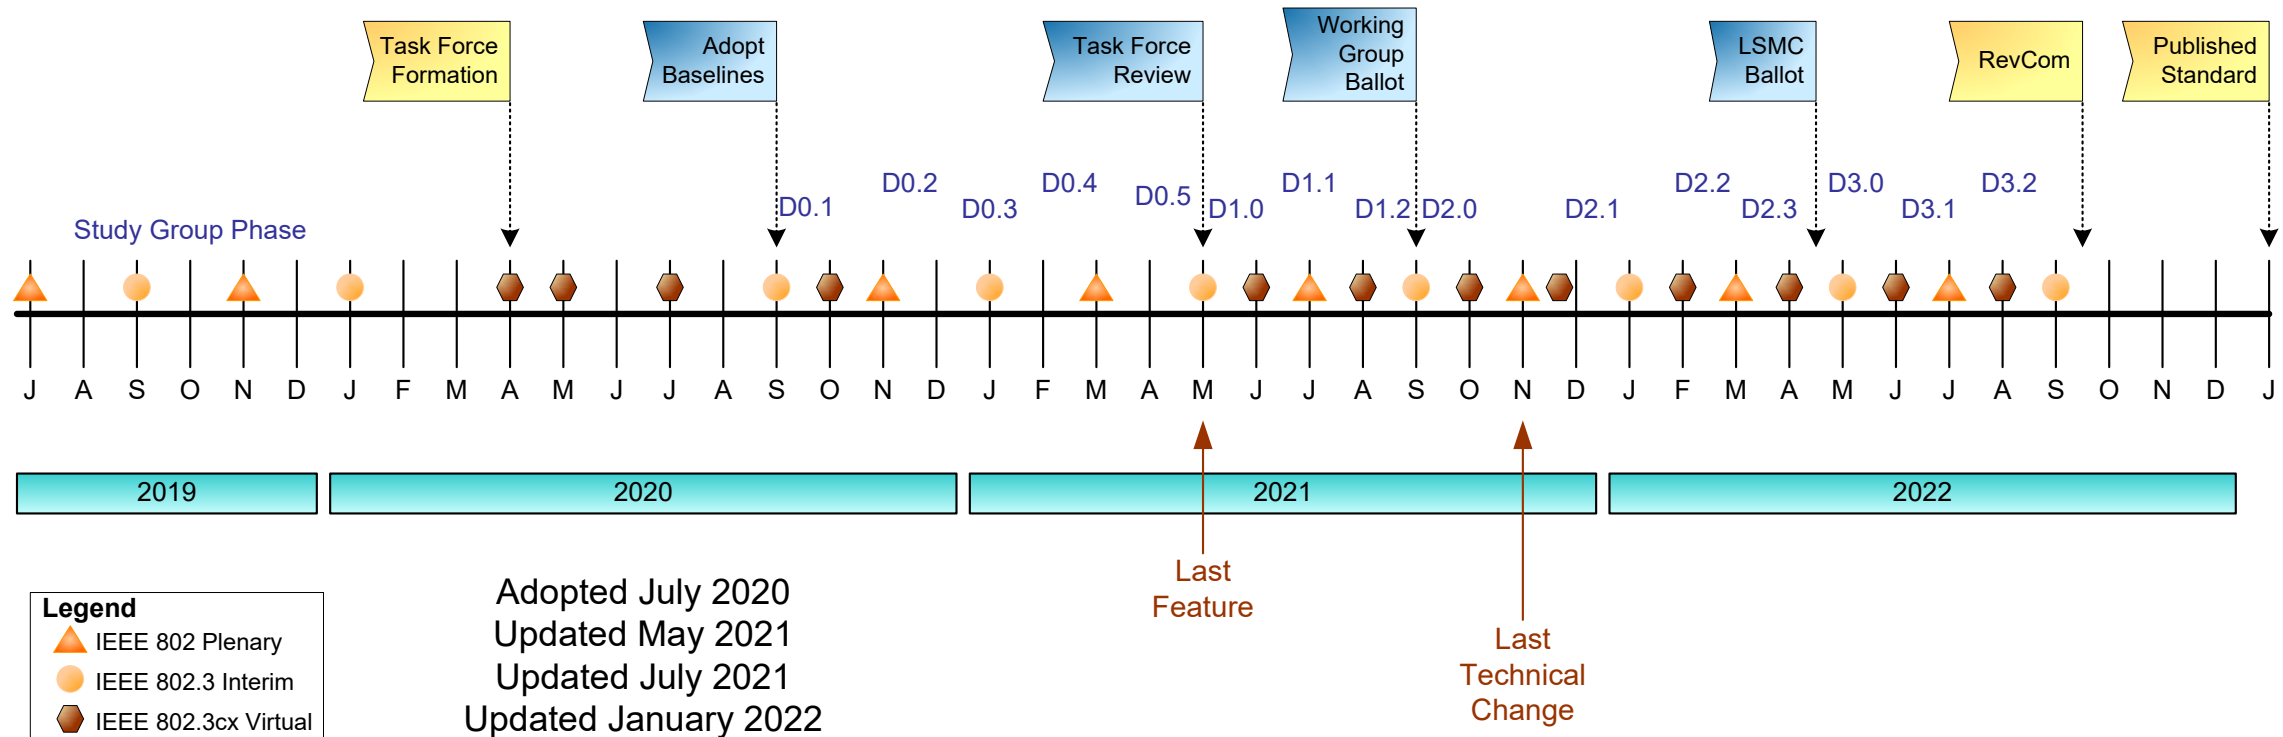 Task Force
Formation
Adopt
Baselines
Task Force
Review
Working
Group
Ballot
LSMC
Ballot
RevCom
Published
Standard
Study Group Phase
D0.1
D0.2
D0.3
D0.4
D0.5
D1.0
D1.1
D1.2
D2.0
D2.1
D2.2
D2.3
D3.0
D3.1
D3.2
J A S O N D J F M A M J J A S O N D J F M A M J J A S O N D J F M A M J J A S O N D J
2019 2020 2021 2022
Last
Feature
Last
Technical
Change
Adopted July 2020
Updated May 2021
Updated July 2021
Updated January 2022
Legend
IEEE 802 Plenary
IEEE 802.3 Interim
IEEE 802.3cx Virtual